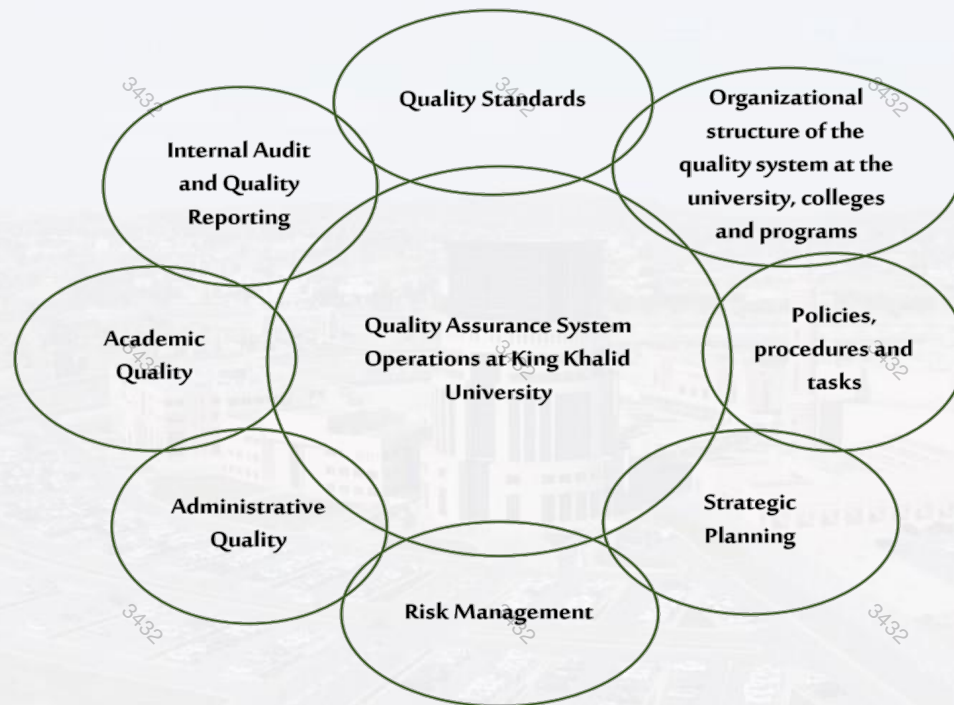 Quality Standards
Organizational
structure of the
quality system at the
university, colleges
and programs
Policies,
procedures and
tasks
Strategic
Planning
Risk Management
Administrative
Quality
Academic
Quality
Internal Audit
and Quality
Reporting
Quality Assurance System
Operations at King Khalid
University
3432
3432
3432
3432
3432
3432
3432
3432
3432